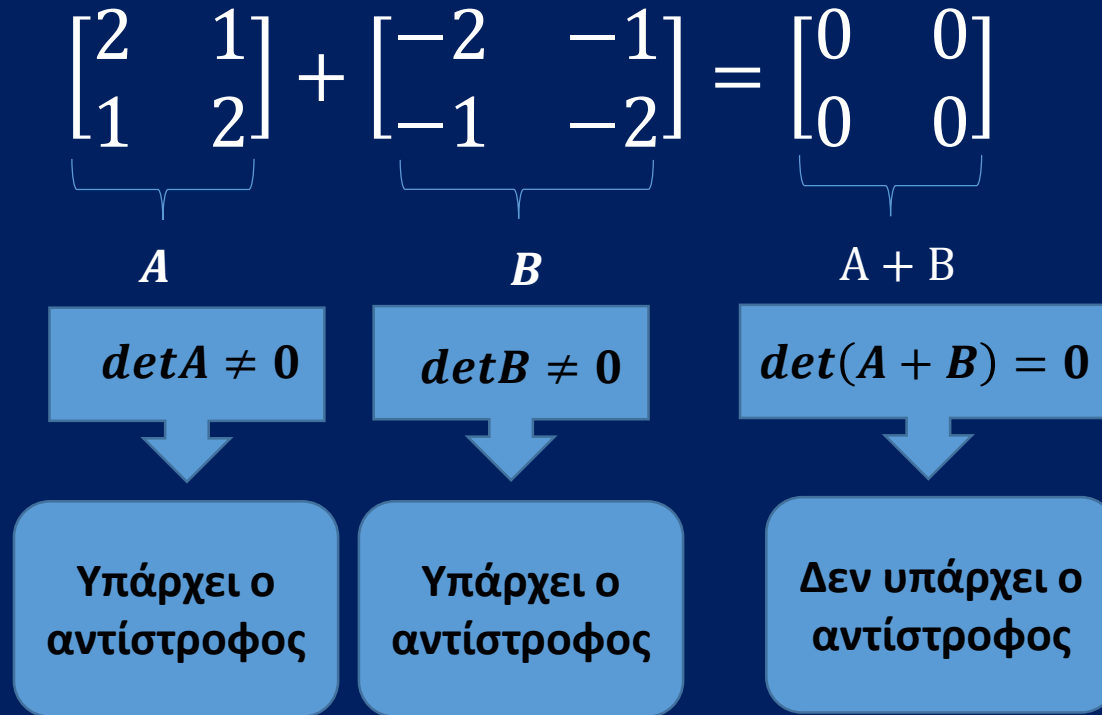 [2 1
1 2] + [−2 −1
−1 −2] = [0 0
0 0]
A B A + B
detA ≠ 0 detB ≠ 0 det(A + B) = 0
Υπάρχει ο
αντίστροφος
Υπάρχει ο
αντίστροφος
Δεν υπάρχει ο
αντίστροφος